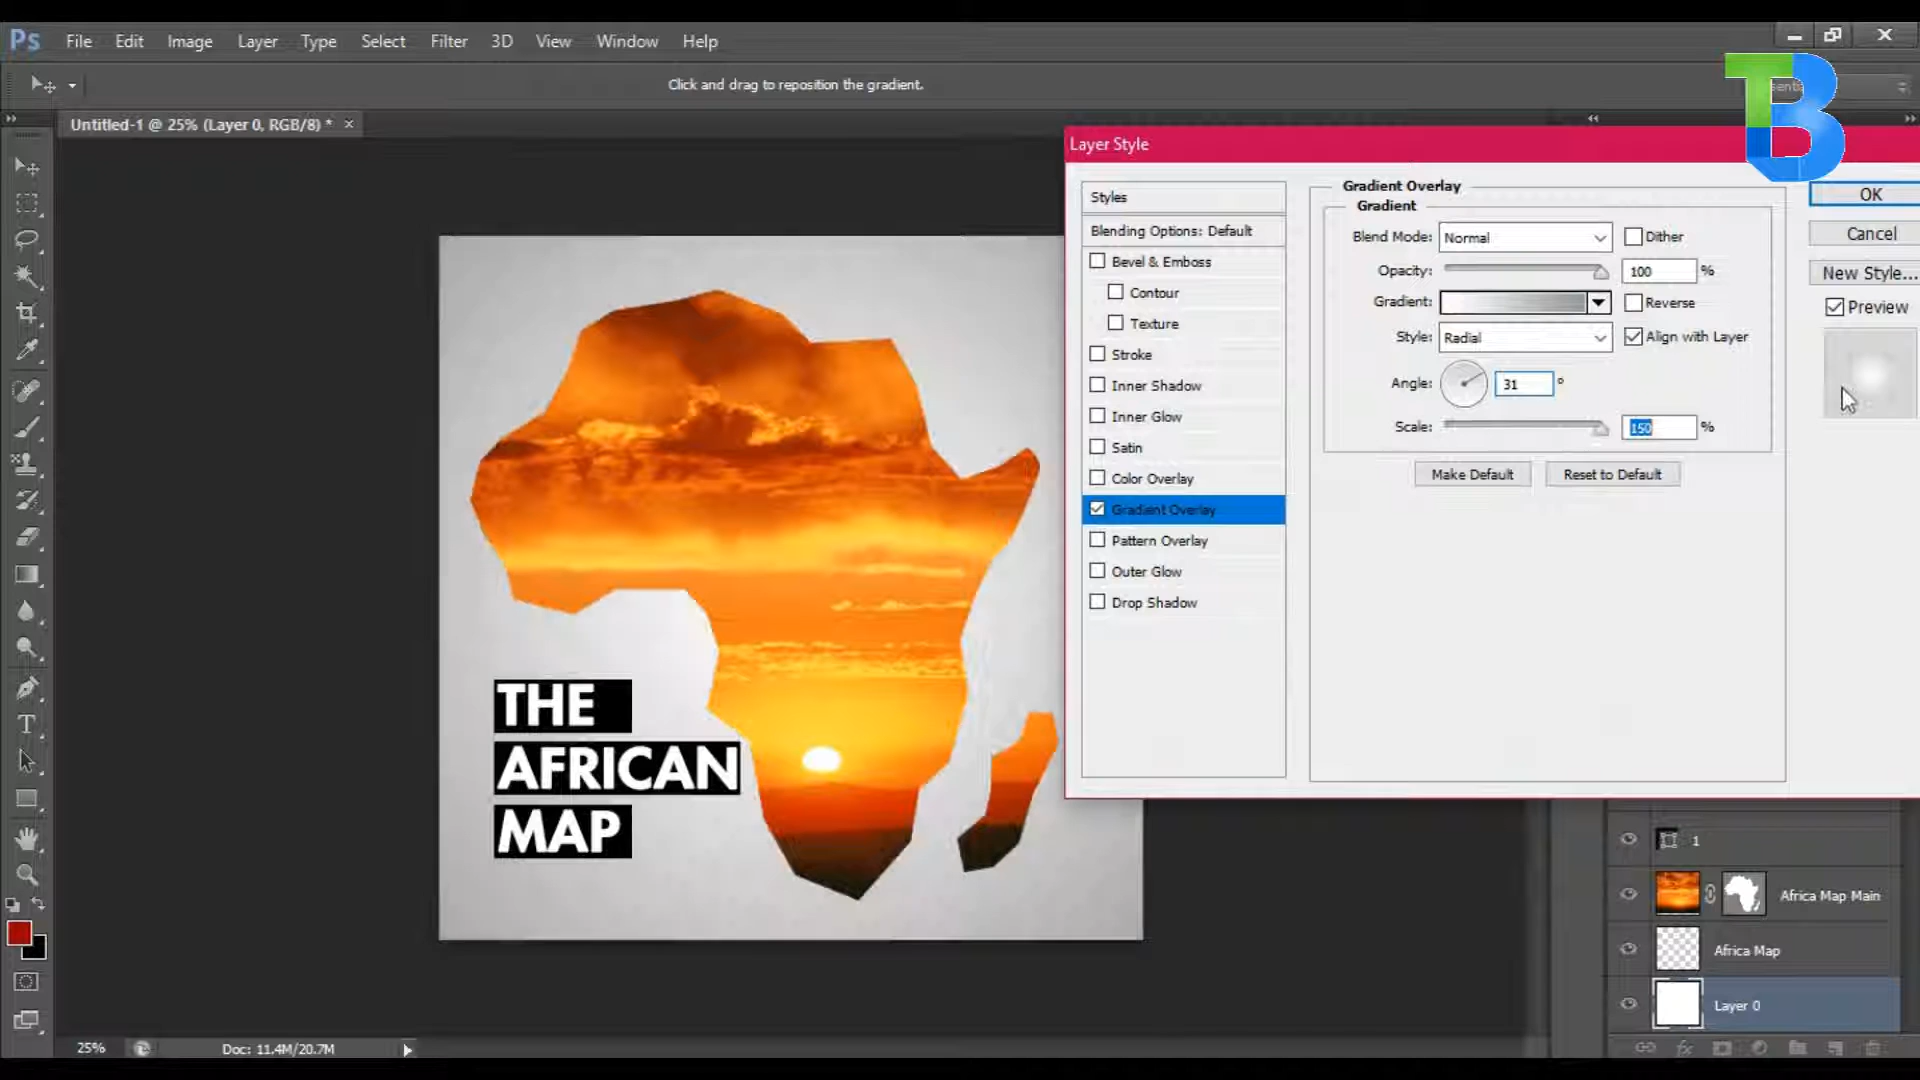 Ps File Edit Image Layer Type Select Filter 3D View Window Help
Click and drag to reposition the gradient.
Untitled-1 @ 25% (Layer 0, RGB/8) * ×
TB
Layer Style
Styles
Blending Options: Default
Bevel & Emboss
Contour
Texture
Stroke
Inner Shadow
Inner Glow
Satin
Color Overlay
Gradient Overlay
Pattern Overlay
Outer Glow
Drop Shadow
Gradient Overlay
Gradient
Blend Mode: Normal Dither
Opacity: 100 %
Gradient: Reverse
Style: Radial Align with Layer
Angle: 31 °
Scale: 150 %
Make Default Reset to Default
OK
Cancel
New Style...
Preview
THE
AFRICAN
MAP
1
Africa Map Main
Africa Map
Layer 0
fx
25% Doc: 11.4M/20.7M